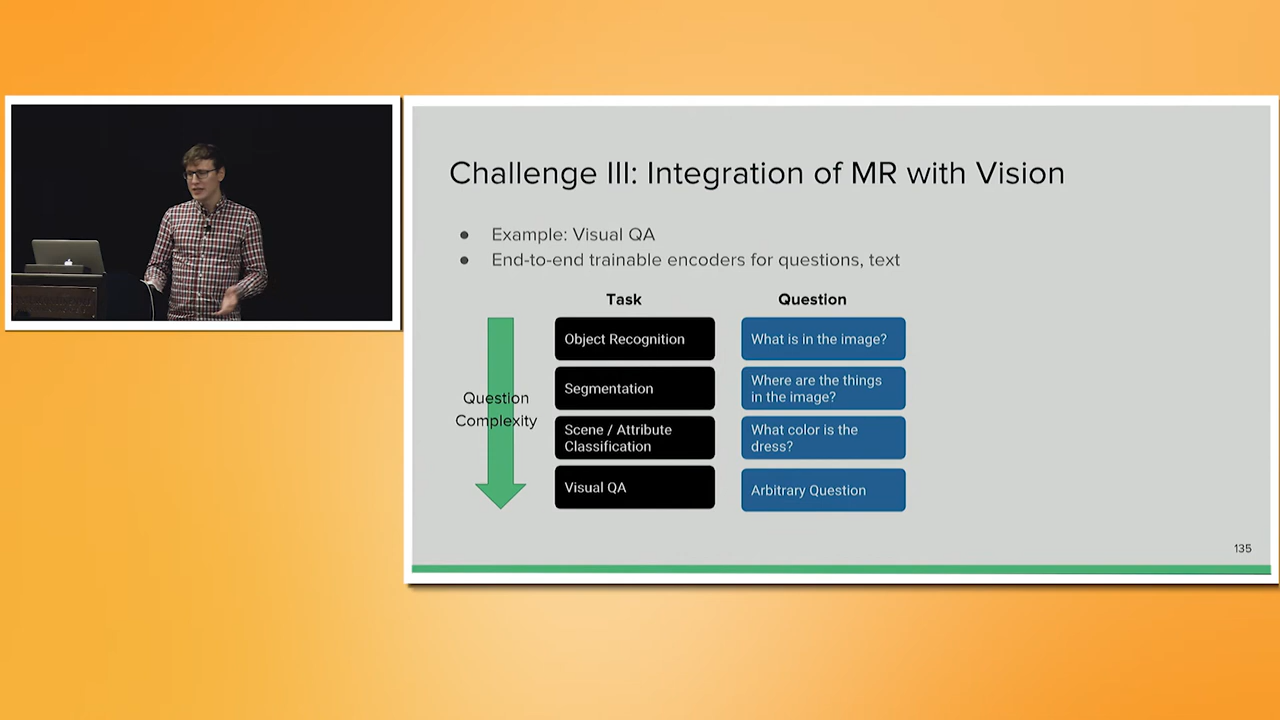 Challenge III: Integration of MR with Vision
● Example: Visual QA
● End-to-end trainable encoders for questions, text
Task
Question
Question
Complexity
Object Recognition
What is in the image?
Segmentation
Where are the things
in the image?
Scene / Attribute
Classification
What color is the
dress?
Visual QA
Arbitrary Question
135